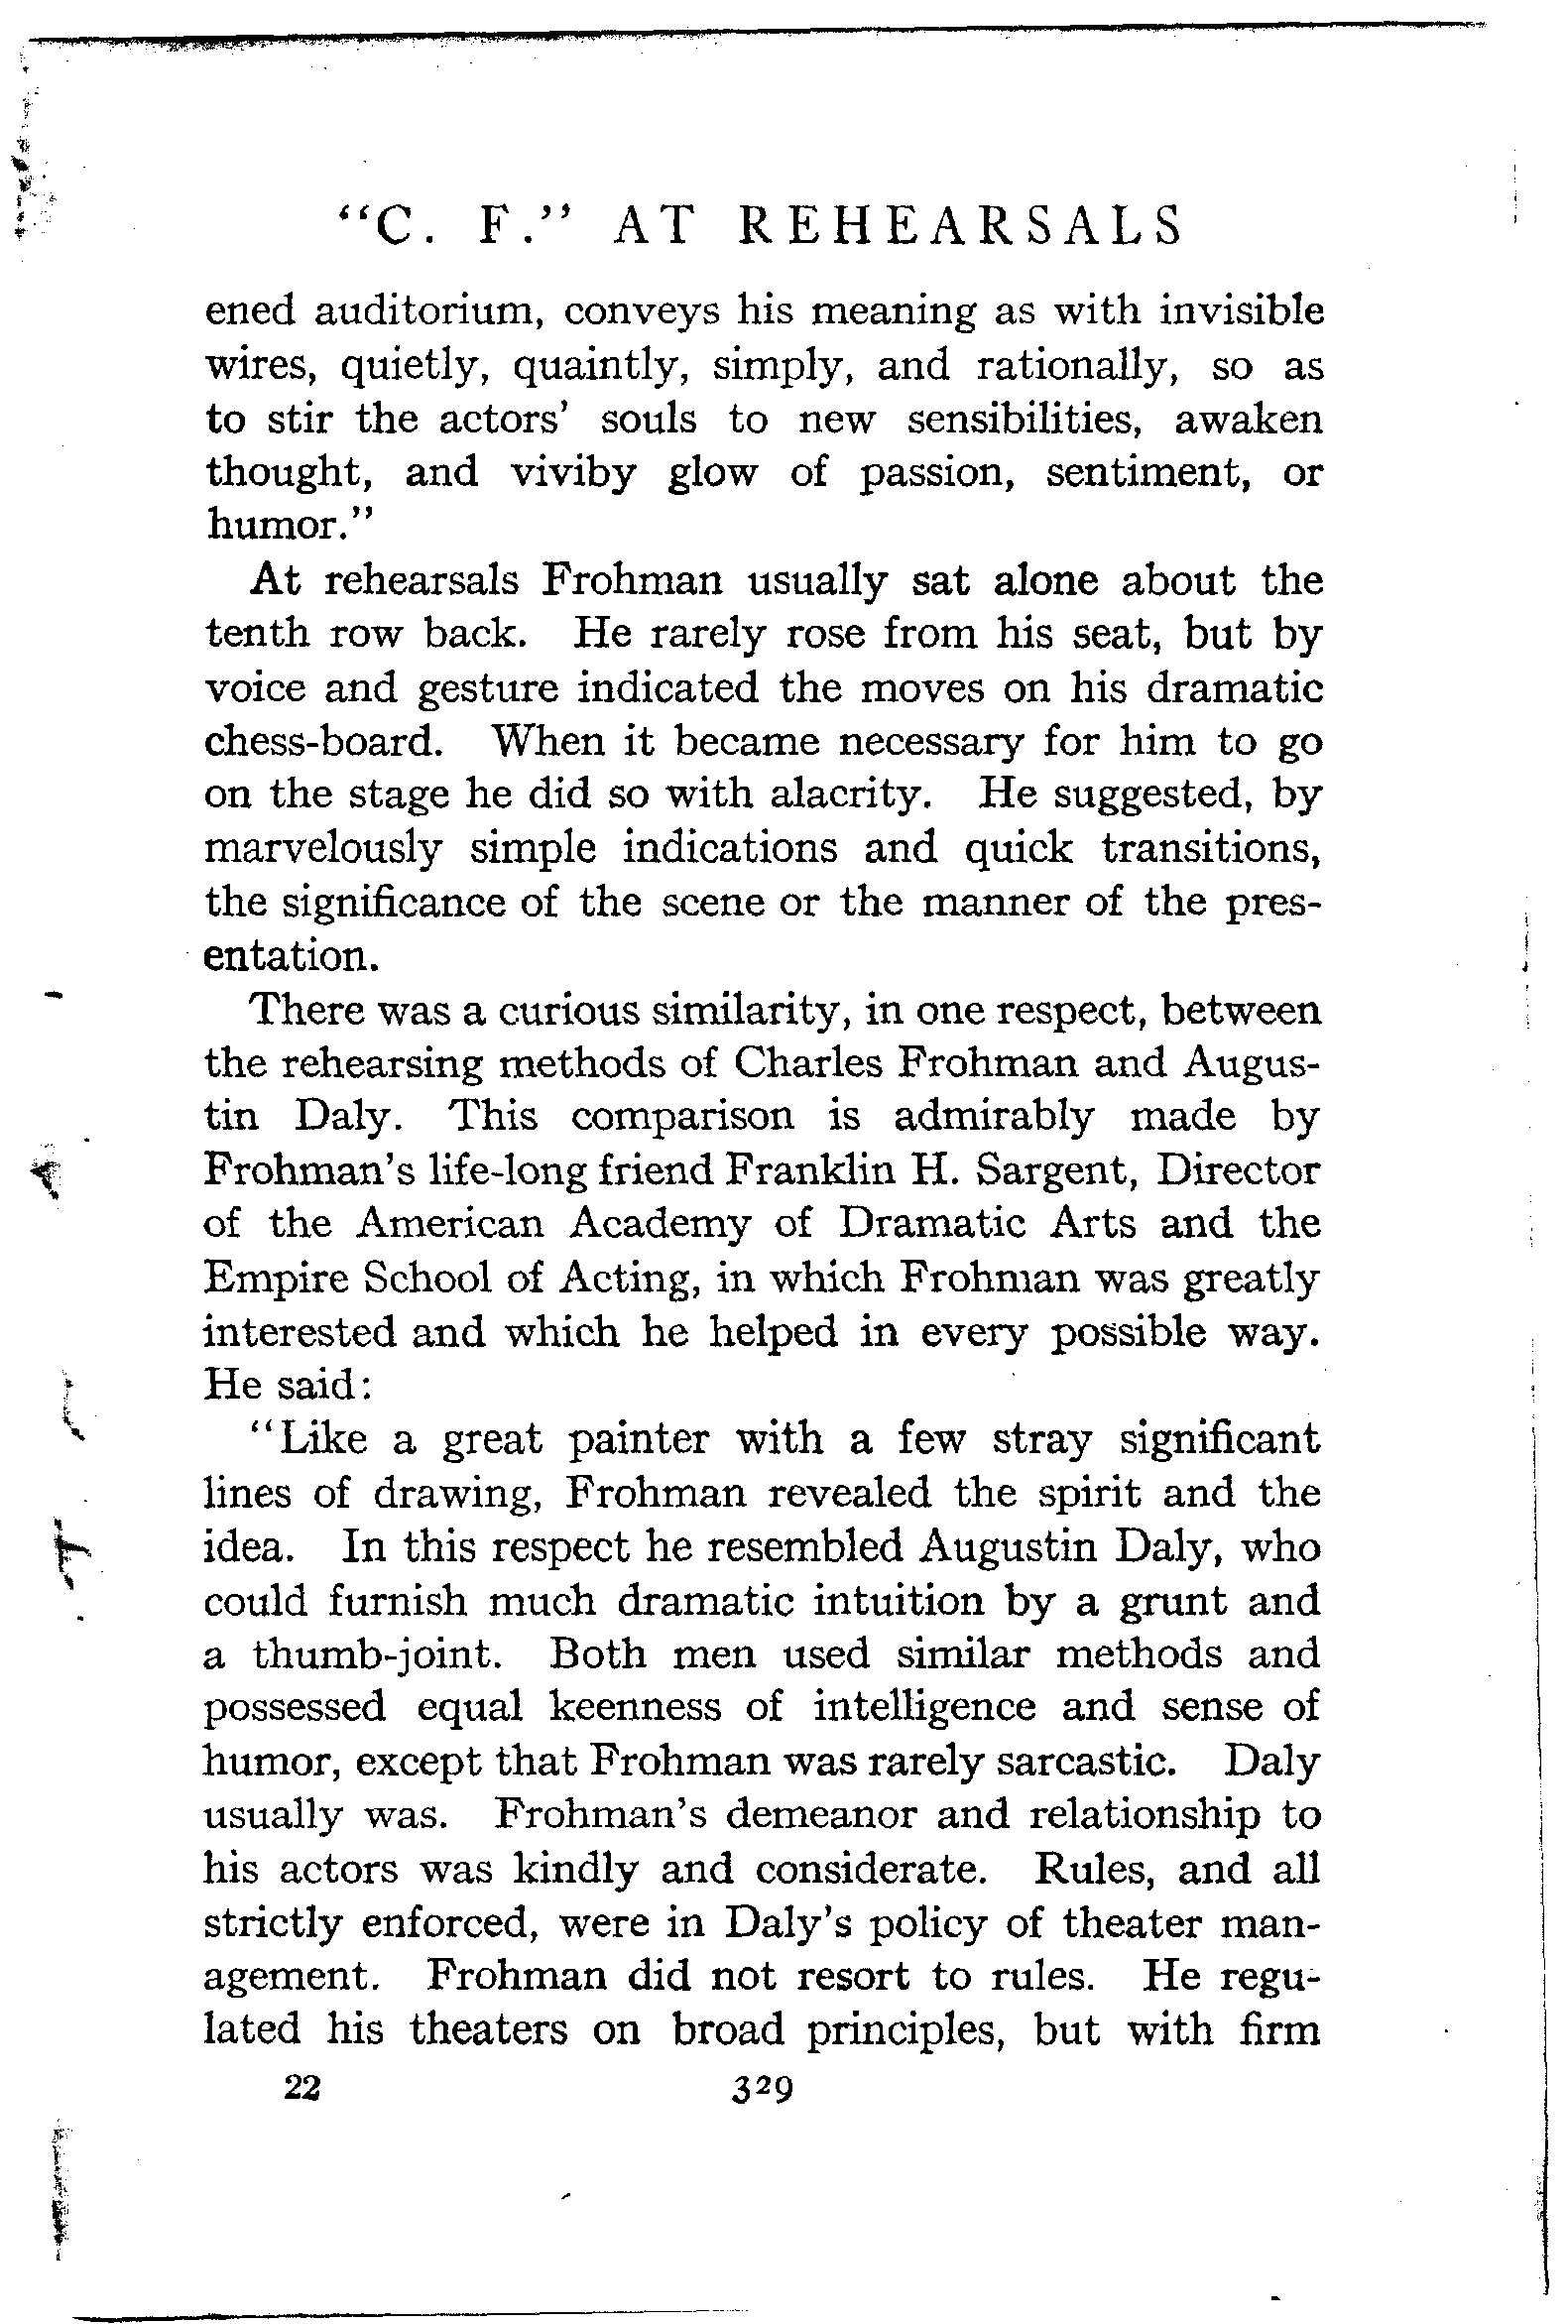 "C. F." AT REHEARSALS
ened auditorium, conveys his meaning as with invisible
wires, quietly, quaintly, simply, and rationally, so as
to stir the actors' souls to new sensibilities, awaken
thought, and viviby glow of passion, sentiment, or
humor."
At rehearsals Frohman usually sat alone about the
tenth row back. He rarely rose from his seat, but by
voice and gesture indicated the moves on his dramatic
chess-board. When it became necessary for him to go
on the stage he did so with alacrity. He suggested, by
marvelously simple indications and quick transitions,
the significance of the scene or the manner of the pres-
entation.
There was a curious similarity, in one respect, between
the rehearsing methods of Charles Frohman and Augus-
tin Daly. This comparison is admirably made by
Frohman's life-long friend Franklin H. Sargent, Director
of the American Academy of Dramatic Arts and the
Empire School of Acting, in which Frohman was greatly
interested and which he helped in every possible way.
He said:
"Like a great painter with a few stray significant
lines of drawing, Frohman revealed the spirit and the
idea. In this respect he resembled Augustin Daly, who
could furnish much dramatic intuition by a grunt and
a thumb-joint. Both men used similar methods and
possessed equal keenness of intelligence and sense of
humor, except that Frohman was rarely sarcastic. Daly
usually was. Frohman's demeanor and relationship to
his actors was kindly and considerate. Rules, and all
strictly enforced, were in Daly's policy of theater man-
agement. Frohman did not resort to rules. He regu-
lated his theaters on broad principles, but with firm
22 329